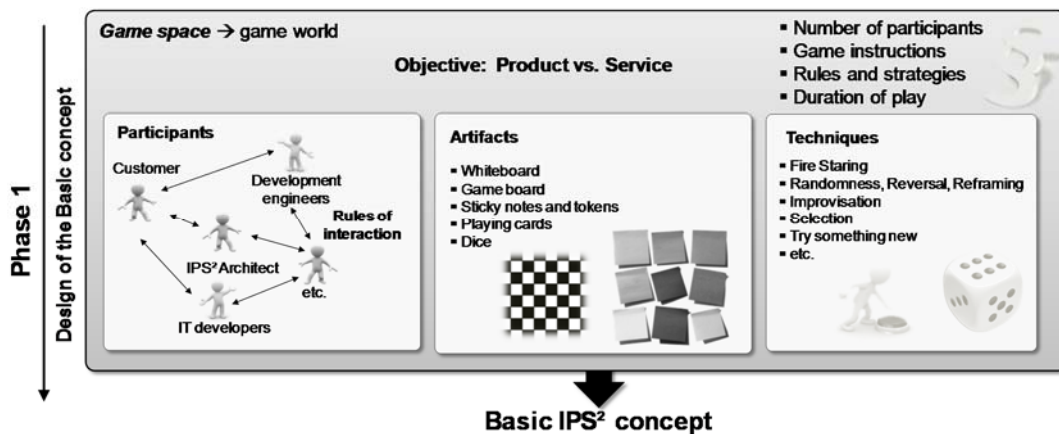 Phase 1
Design of the Basic concept
Game space → game world
Objective: Product vs. Service
▪ Number of participants
▪ Game instructions
▪ Rules and strategies
▪ Duration of play
Participants
Customer
Development
engineers
Rules of
interaction
IPS² Architect
etc.
IT developers
Artifacts
▪ Whiteboard
▪ Game board
▪ Sticky notes and tokens
▪ Playing cards
▪ Dice
Techniques
▪ Fire Staring
▪ Randomness, Reversal, Reframing
▪ Improvisation
▪ Selection
▪ Try something new
▪ etc.
Basic IPS² concept